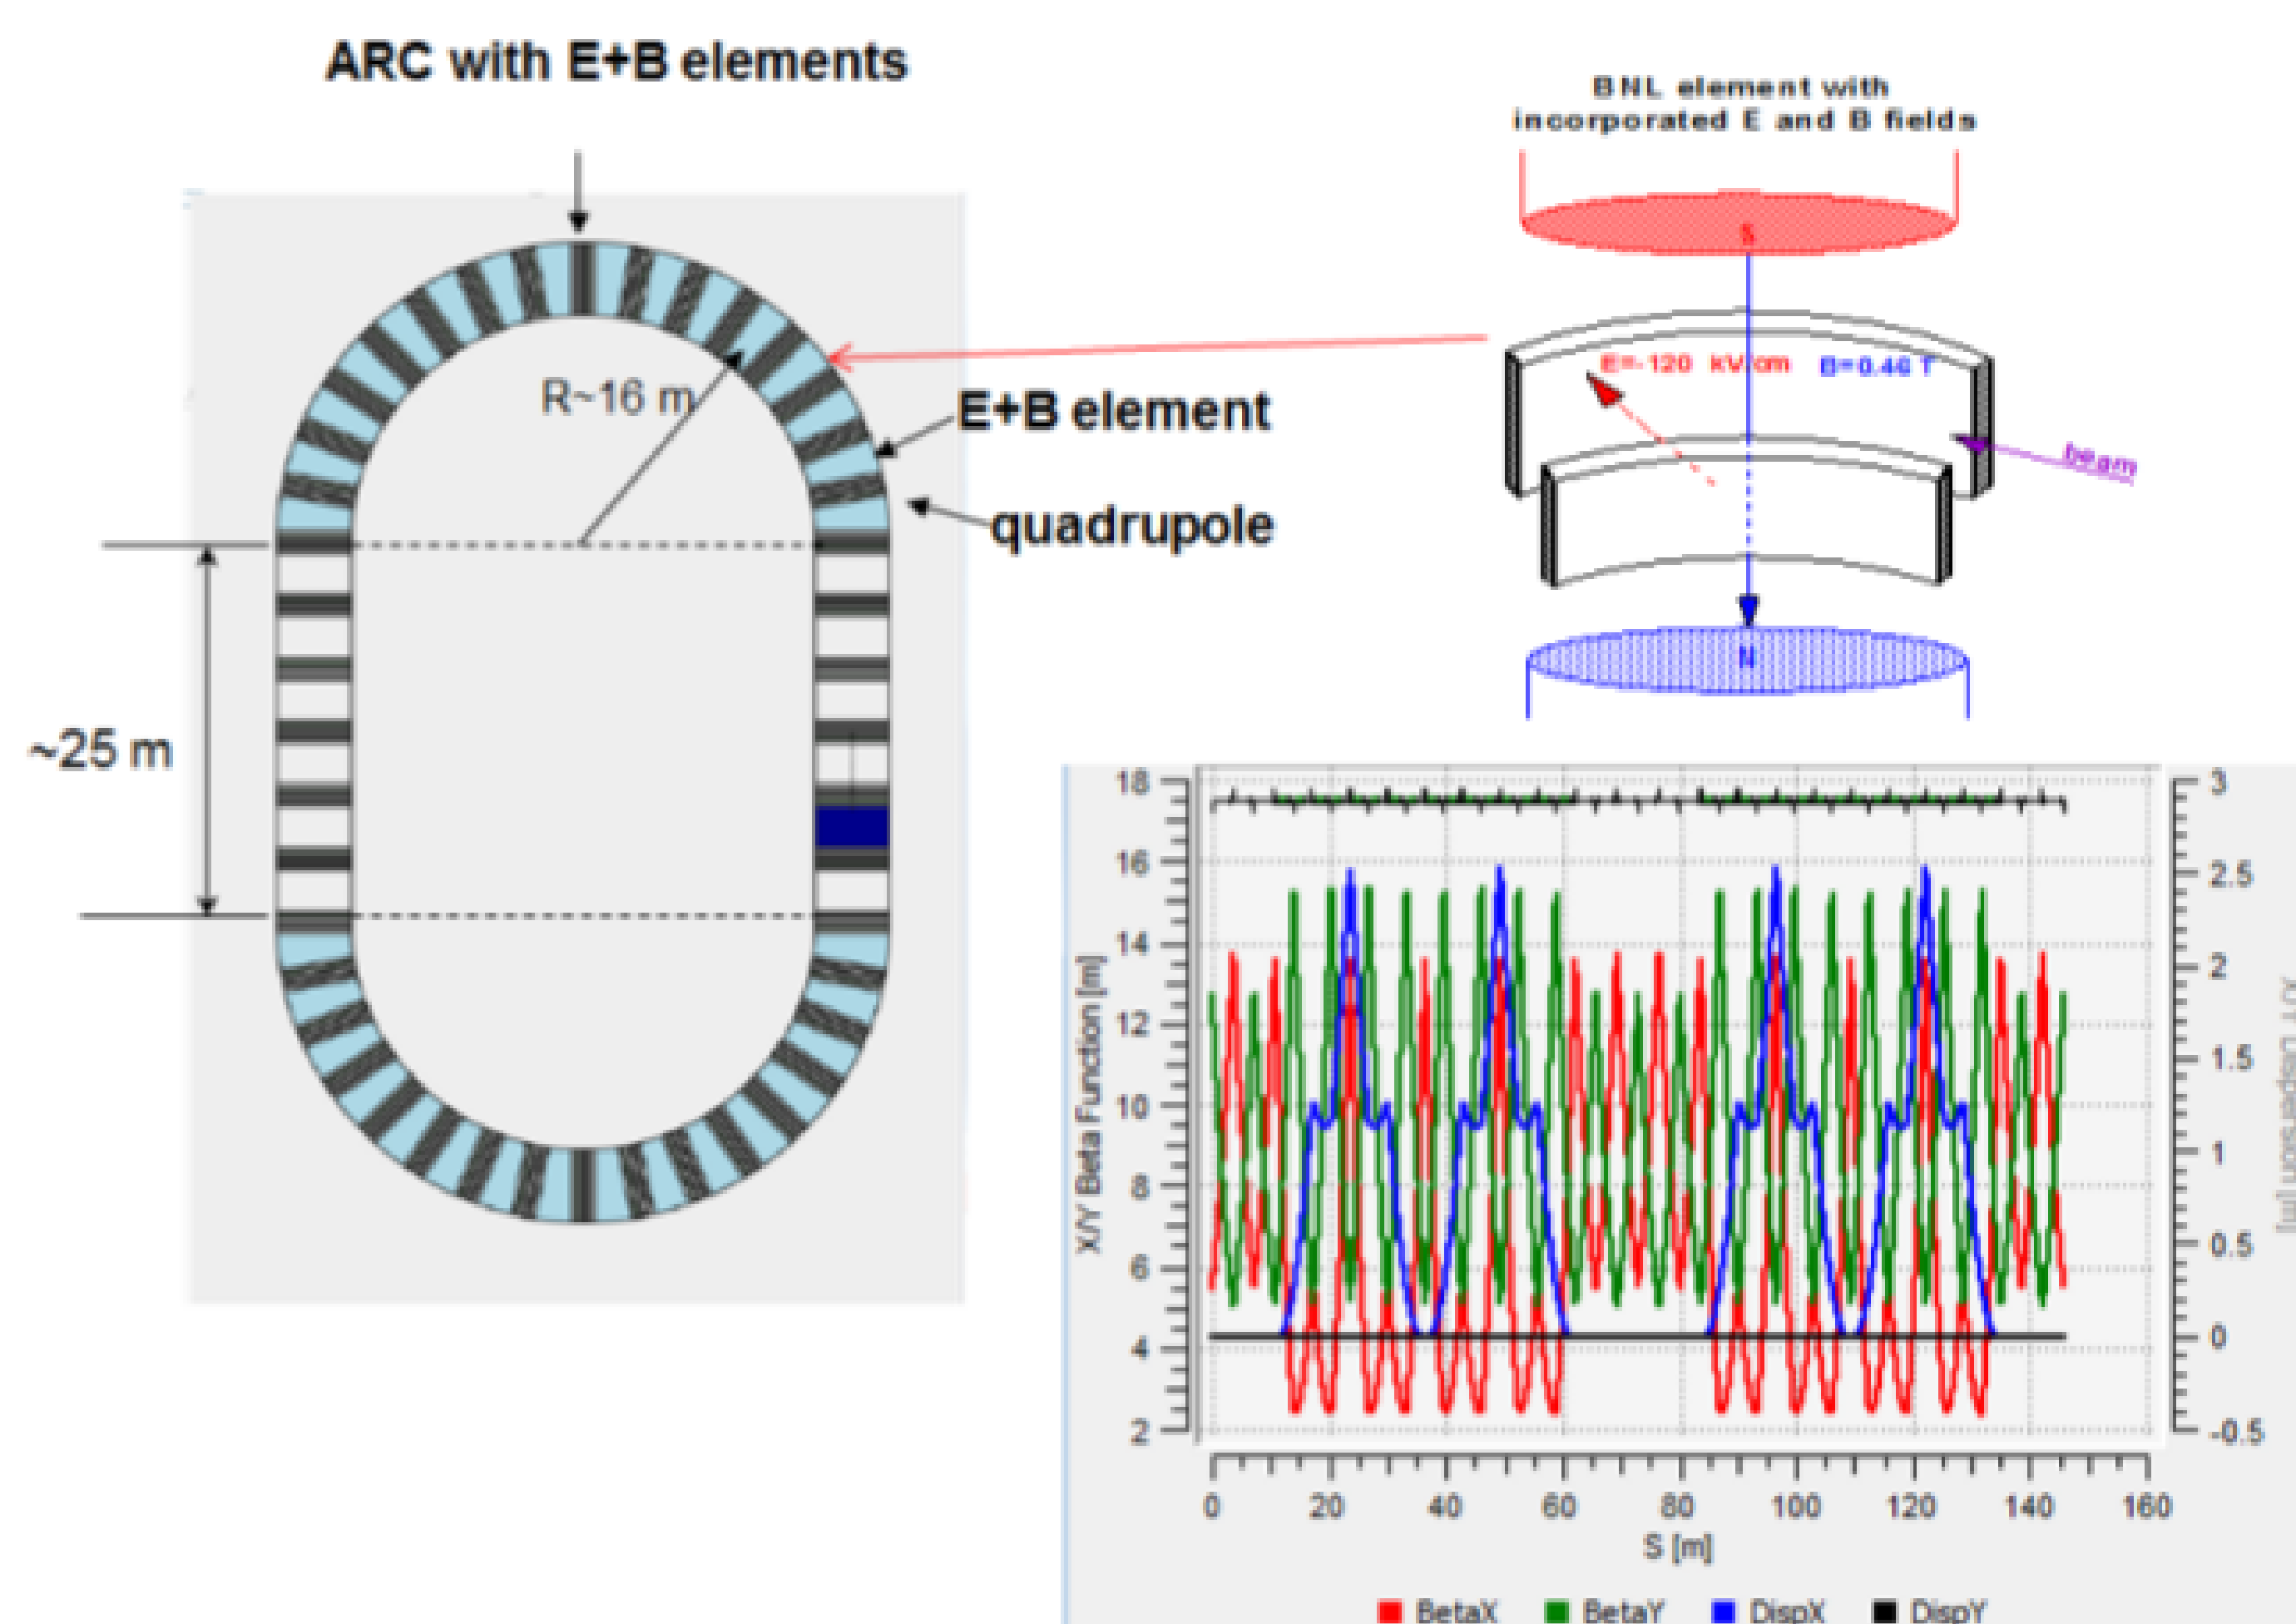 ARC with E+B elements
BNL element with
incorporated E and B fields
S
E=-120 kV/cm B=0.46 T
beam
N
R~16 m
E+B element
quadrupole
~25 m
X/Y Beta Function [m]
18
16
14
12
10
8
6
4
2
3
2.5
2
1.5
1
0.5
0
-0.5
X/Y Dispersion [m]
0 20 40 60 80 100 120 140 160
S [m]
BetaX BetaY DispX DispY